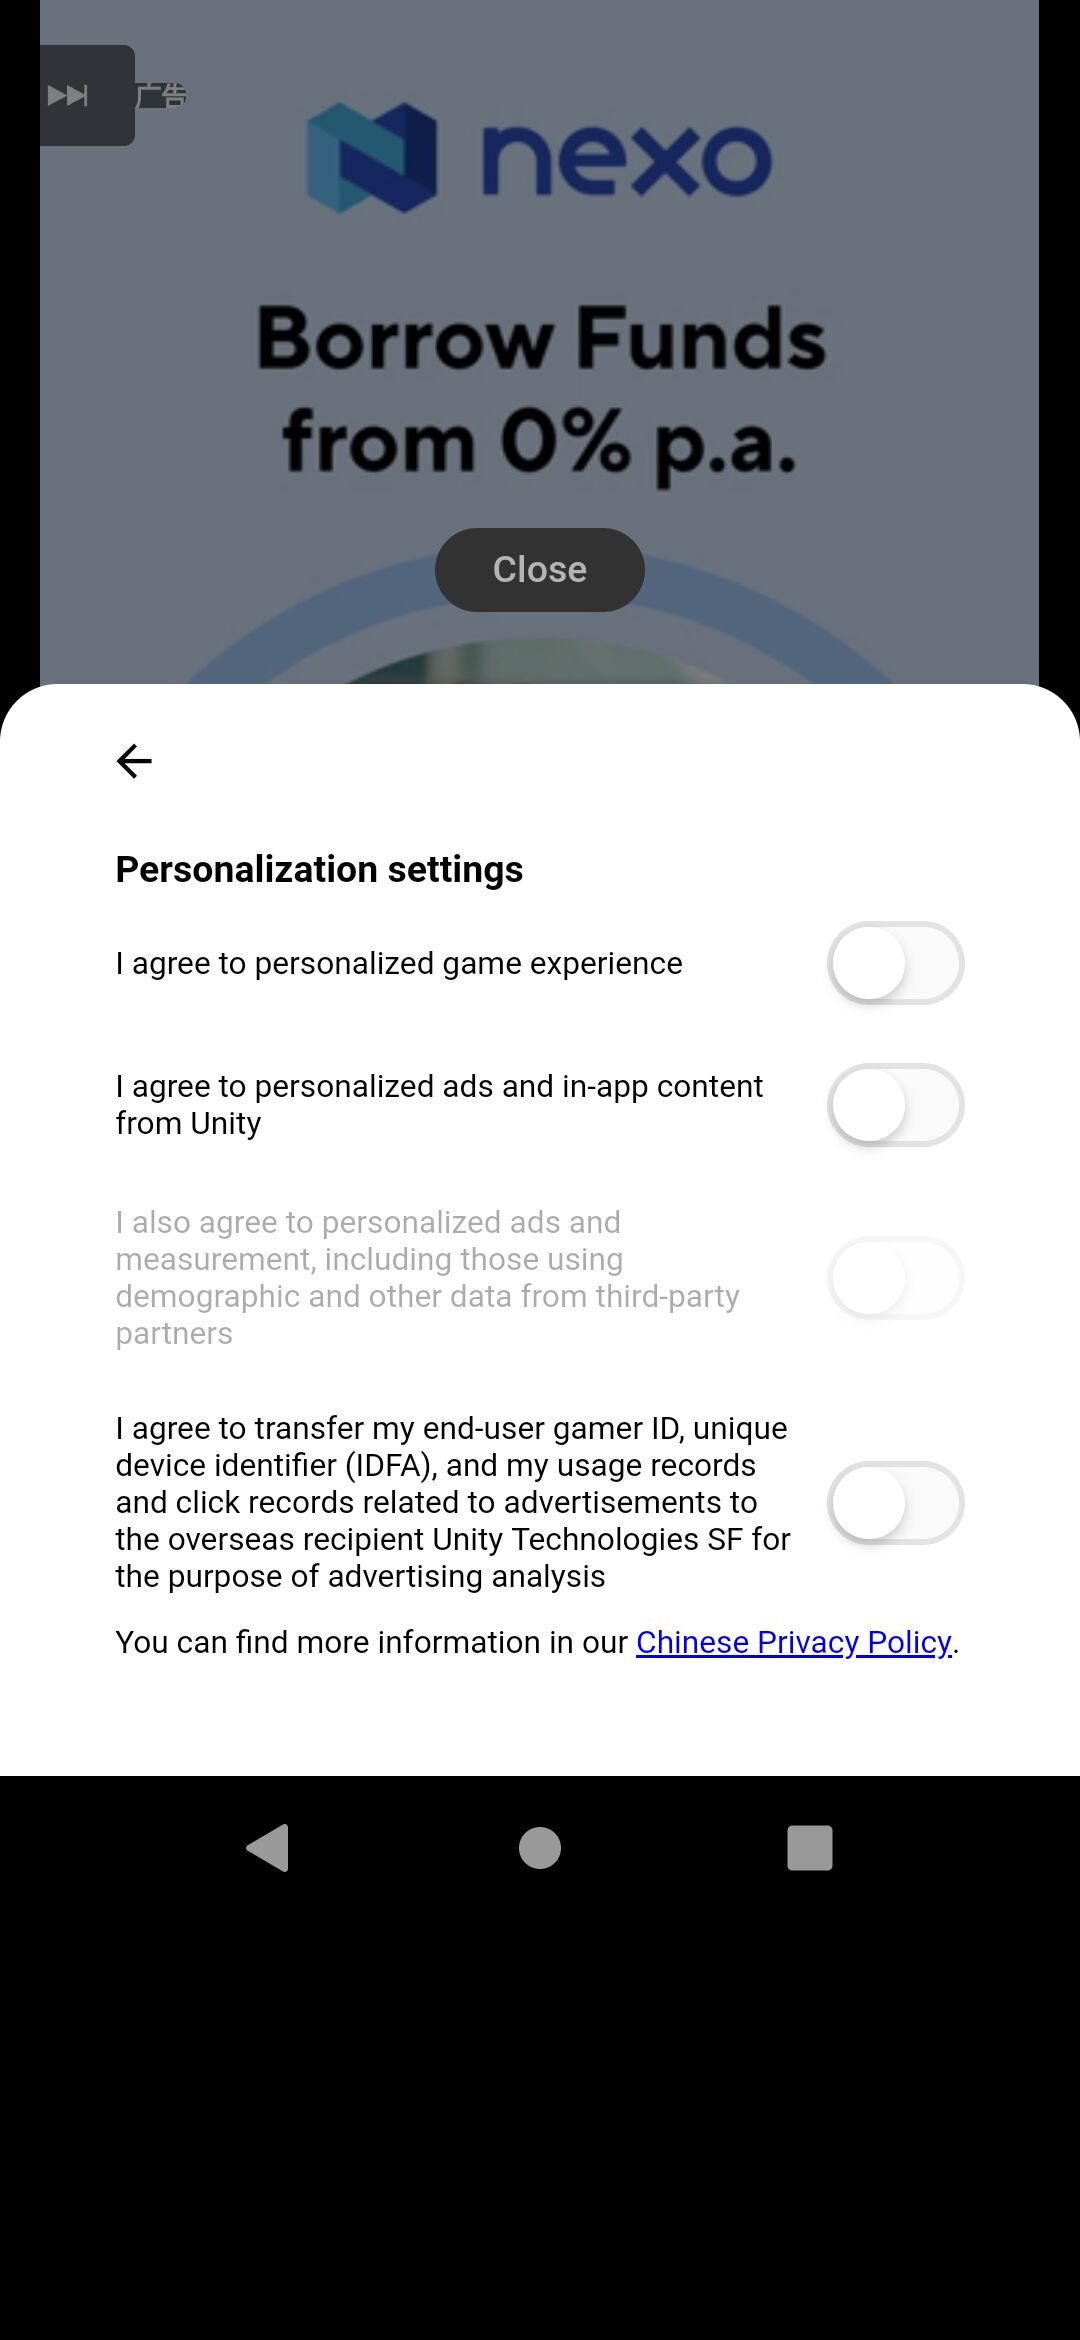 广告
nexo
Borrow Funds
from 0% p.a.
Close
Personalization settings
I agree to personalized game experience
I agree to personalized ads and in-app content
from Unity
I also agree to personalized ads and
measurement, including those using
demographic and other data from third-party
partners
I agree to transfer my end-user gamer ID, unique
device identifier (IDFA), and my usage records
and click records related to advertisements to
the overseas recipient Unity Technologies SF for
the purpose of advertising analysis
You can find more information in our Chinese Privacy Policy.